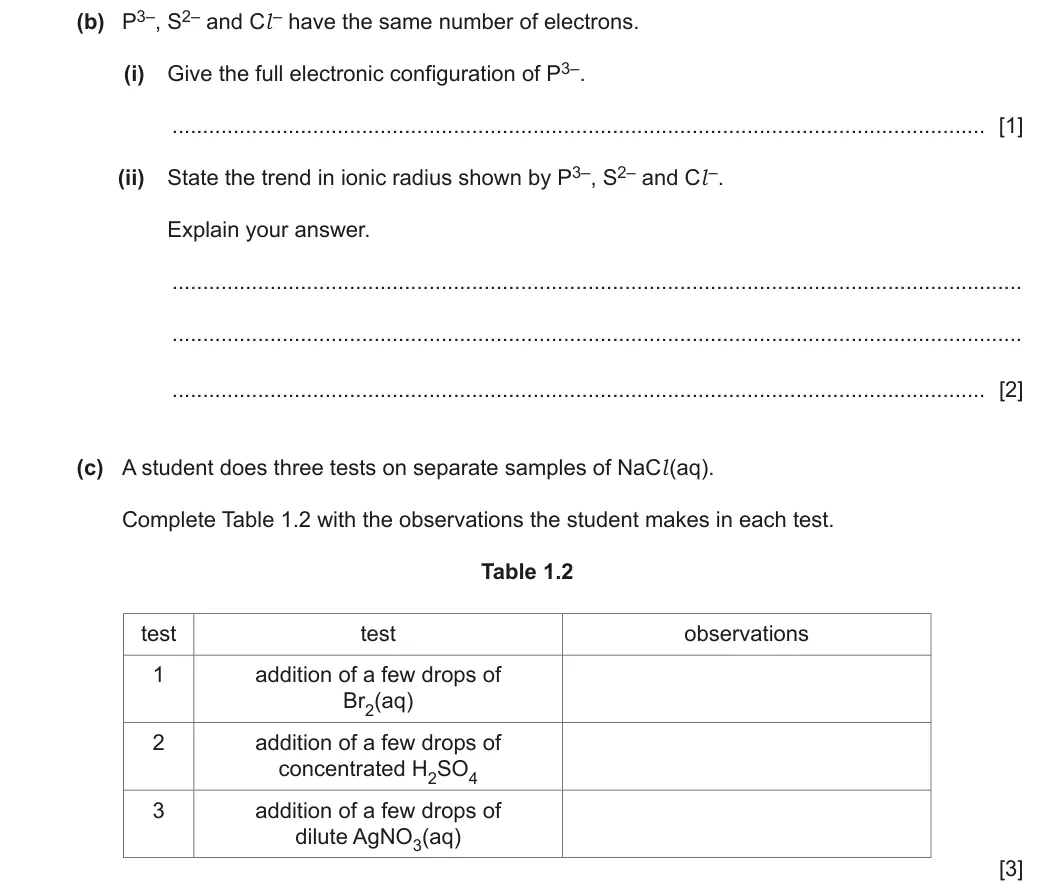 (b) P3–, S2– and Cl– have the same number of electrons.
(i) Give the full electronic configuration of P3–.
.......................................................................................................................................  [1]
(ii) State the trend in ionic radius shown by P3–, S2– and Cl–.
Explain your answer.
.............................................................................................................................................
.............................................................................................................................................
.......................................................................................................................................  [2]
(c) A student does three tests on separate samples of NaCl(aq).
Complete Table 1.2 with the observations the student makes in each test.
Table 1.2
test test observations
1 addition of a few drops of
Br2(aq)
2 addition of a few drops of
concentrated H2SO4
3 addition of a few drops of
dilute AgNO3(aq)
[3]